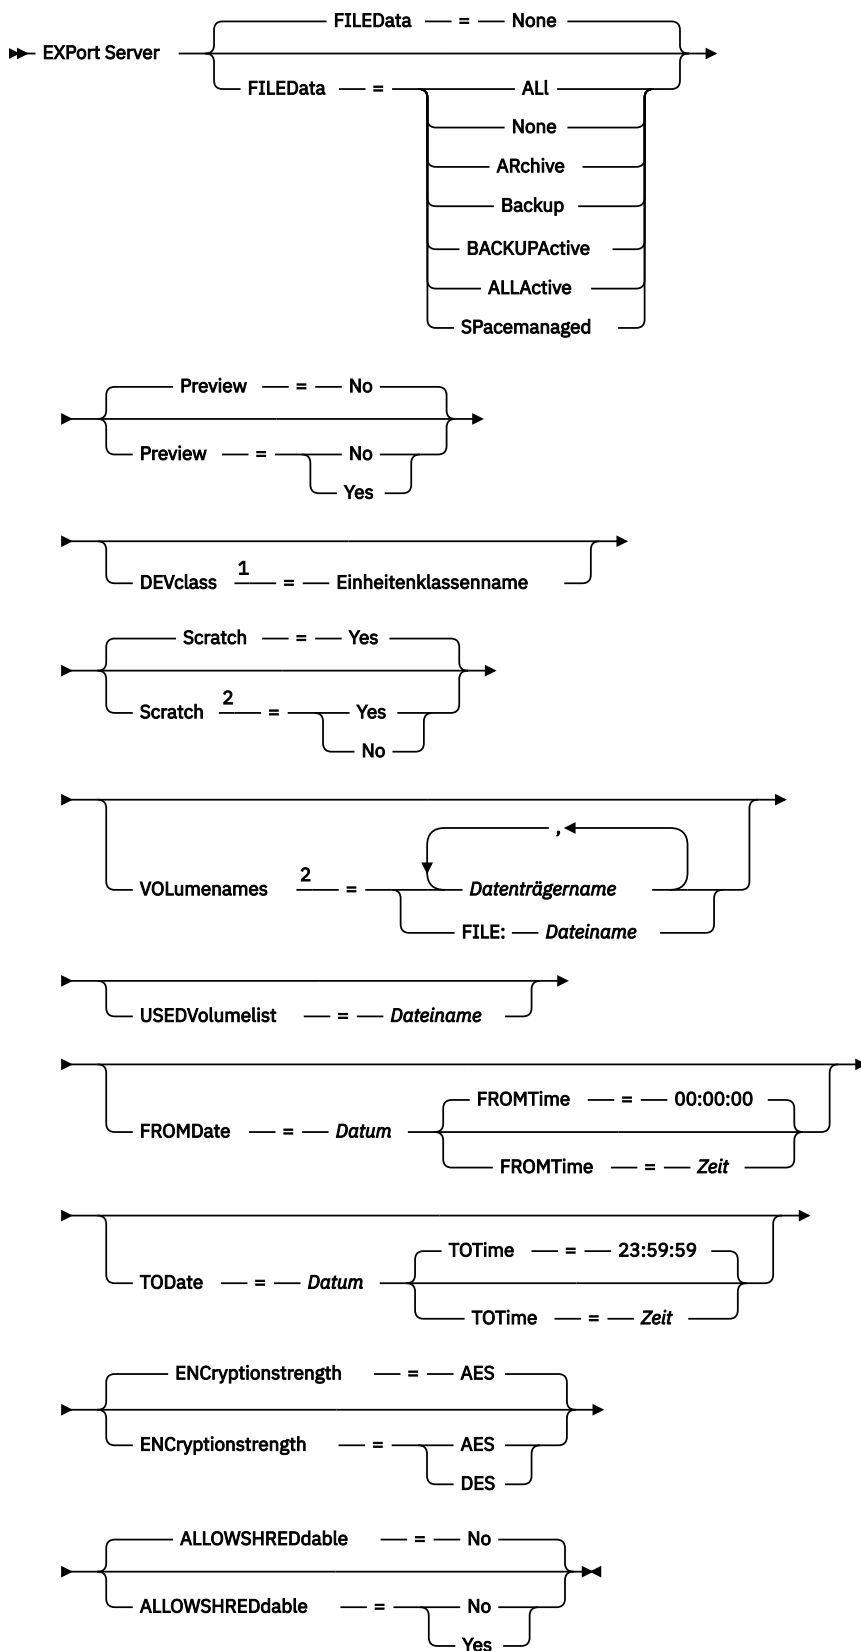 FILEData = None
EXPort Server
FILEData = ALl
None
ARchive
Backup
BACKUPActive
ALLActive
SPacemanaged
Preview = No
Preview = No
Yes
DEVclass 1 = Einheitenklassenname
Scratch = Yes
Scratch 2 = Yes
No
,
VOLumenames 2 = Datenträgername
FILE: Dateiname
USEDVolumelist = Dateiname
FROMTime = 00:00:00
FROMDate = Datum
FROMTime = Zeit
TOTime = 23:59:59
TODate = Datum
TOTime = Zeit
ENCryptionstrength = AES
ENCryptionstrength = AES
DES
ALLOWSHREDdable = No
ALLOWSHREDdable = No
Yes